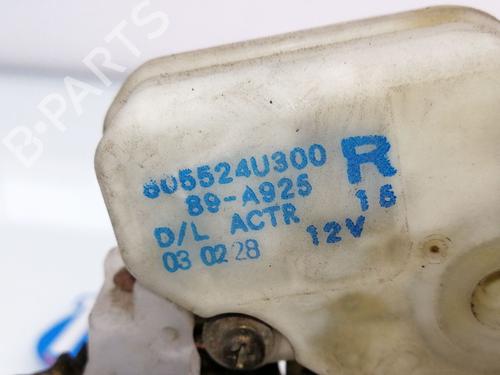 B-PARTS
805524U300 R
89-A925 16
D/L ACTR 12V
03 02 28